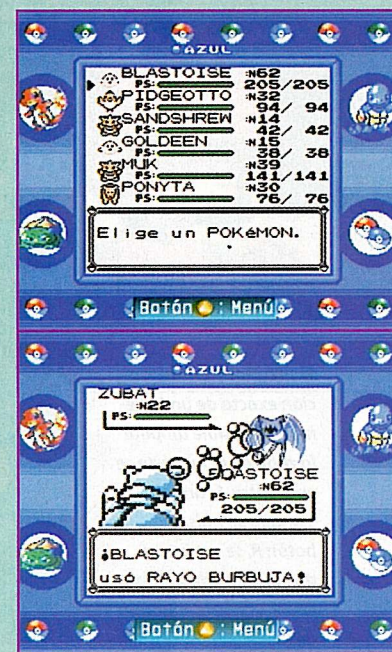 AZUL
BLASTOISE :N62
PS: 205/205
PIDGEOTTO :N32
PS: 94/ 94
SANDSHREW :N14
PS: 42/ 42
GOLDEEN :N15
PS: 38/ 38
MUK :N39
PS: 141/141
PONYTA :N30
PS: 76/ 76
Elige un POKéMON.
Botón : Menú
AZUL
ZUBAT
:N22
PS:
BLASTOISE
:N62
PS:
205/205
¡BLASTOISE
usó RAYO BURBUJA!
Botón : Menú